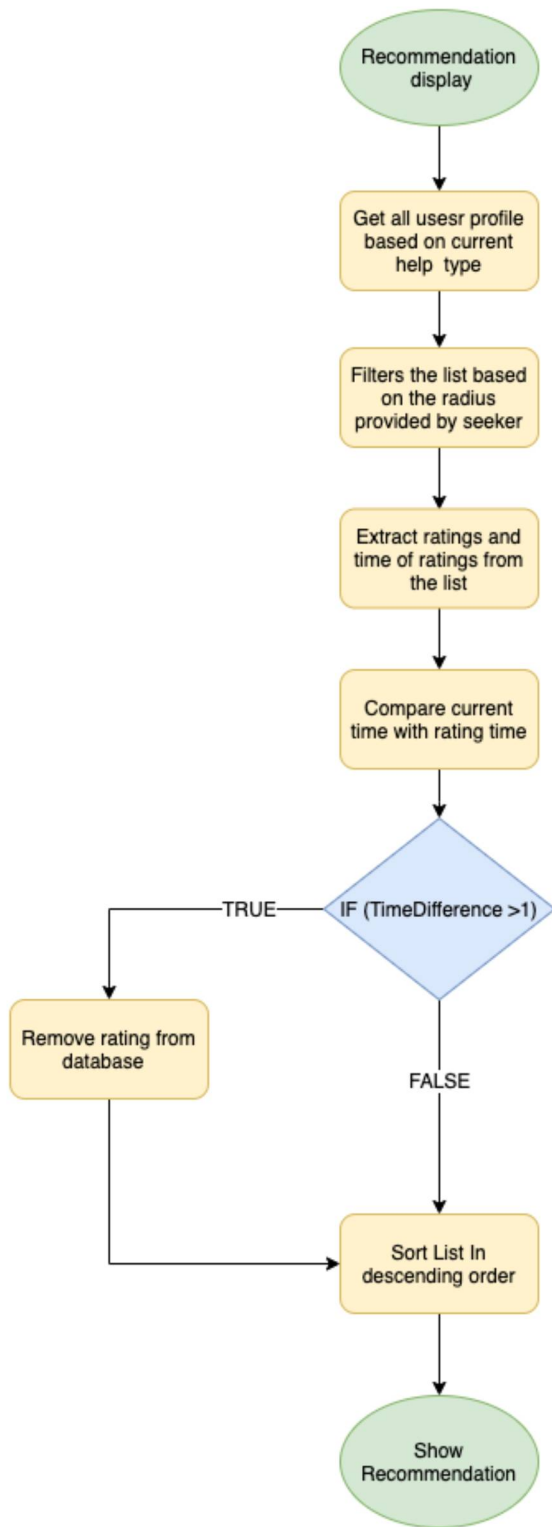 Recommendation
display
Get all usesr profile
based on current
help type
Filters the list based
on the radius
provided by seeker
Extract ratings and
time of ratings from
the list
Compare current
time with rating time
IF (TimeDifference >1)
TRUE
Remove rating from
database
FALSE
Sort List In
descending order
Show
Recommendation